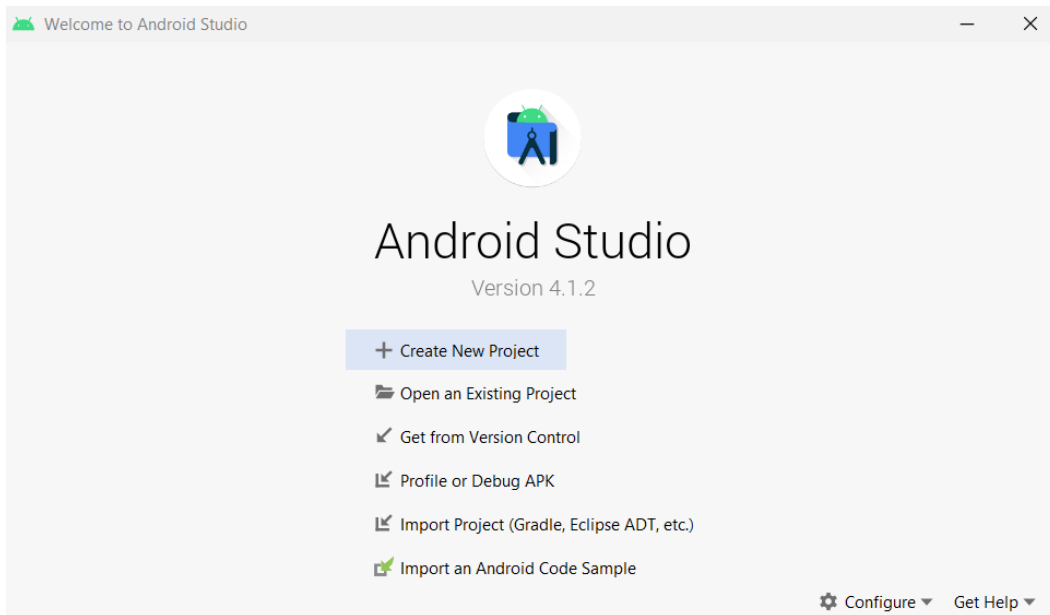 Welcome to Android Studio
Android Studio
Version 4.1.2
Create New Project
Open an Existing Project
Get from Version Control
Profile or Debug APK
Import Project (Gradle, Eclipse ADT, etc.)
Import an Android Code Sample
Configure Get Help